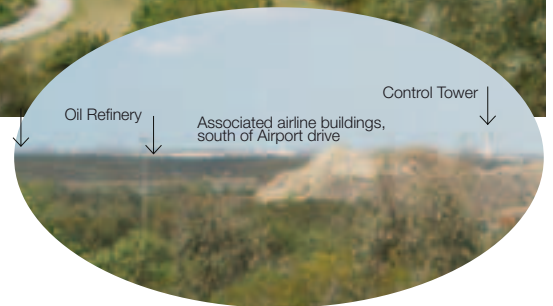 Control Tower
Oil Refinery
Associated airline buildings,
south of Airport drive